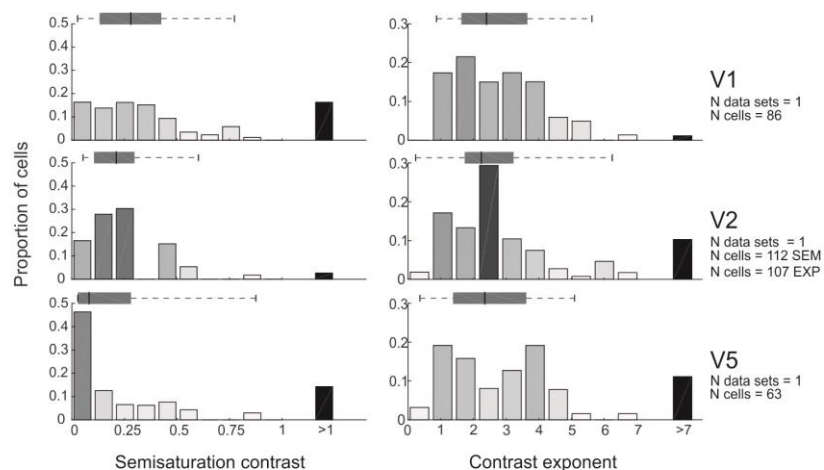 Proportion of cells
0.5
0.4
0.3
0.2
0.1
0
0.3
0.2
0.1
0
V1
N data sets = 1
N cells = 86
0.5
0.4
0.3
0.2
0.1
0
0.3
0.2
0.1
0
V2
N data sets = 1
N cells = 112 SEM
N cells = 107 EXP
0.5
0.4
0.3
0.2
0.1
0
0.3
0.2
0.1
0
V5
N data sets = 1
N cells = 63
0 0.25 0.5 0.75 1 >1
0 1 2 3 4 5 6 7 >7
Semisaturation contrast
Contrast exponent